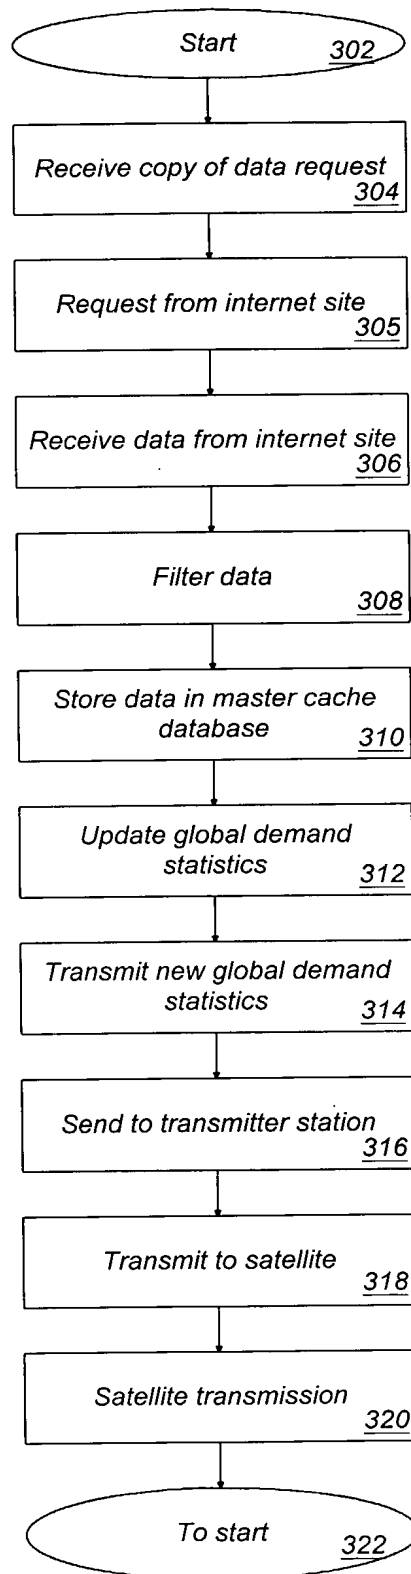 Start
302
Receive copy of data request
304
Request from internet site
305
Receive data from internet site
306
Filter data
308
Store data in master cache
database
310
Update global demand
statistics
312
Transmit new global demand
statistics
314
Send to transmitter station
316
Transmit to satellite
318
Satellite transmission
320
To start
322